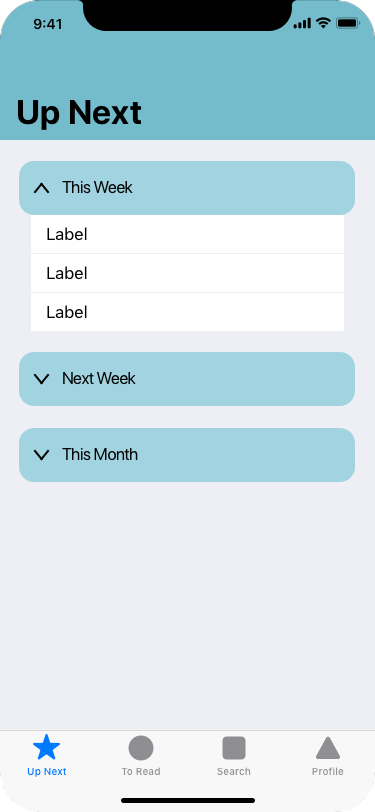 9:41
Up Next
This Week
Label
Label
Label
Next Week
This Month
Up Next
To Read
Search
Profile